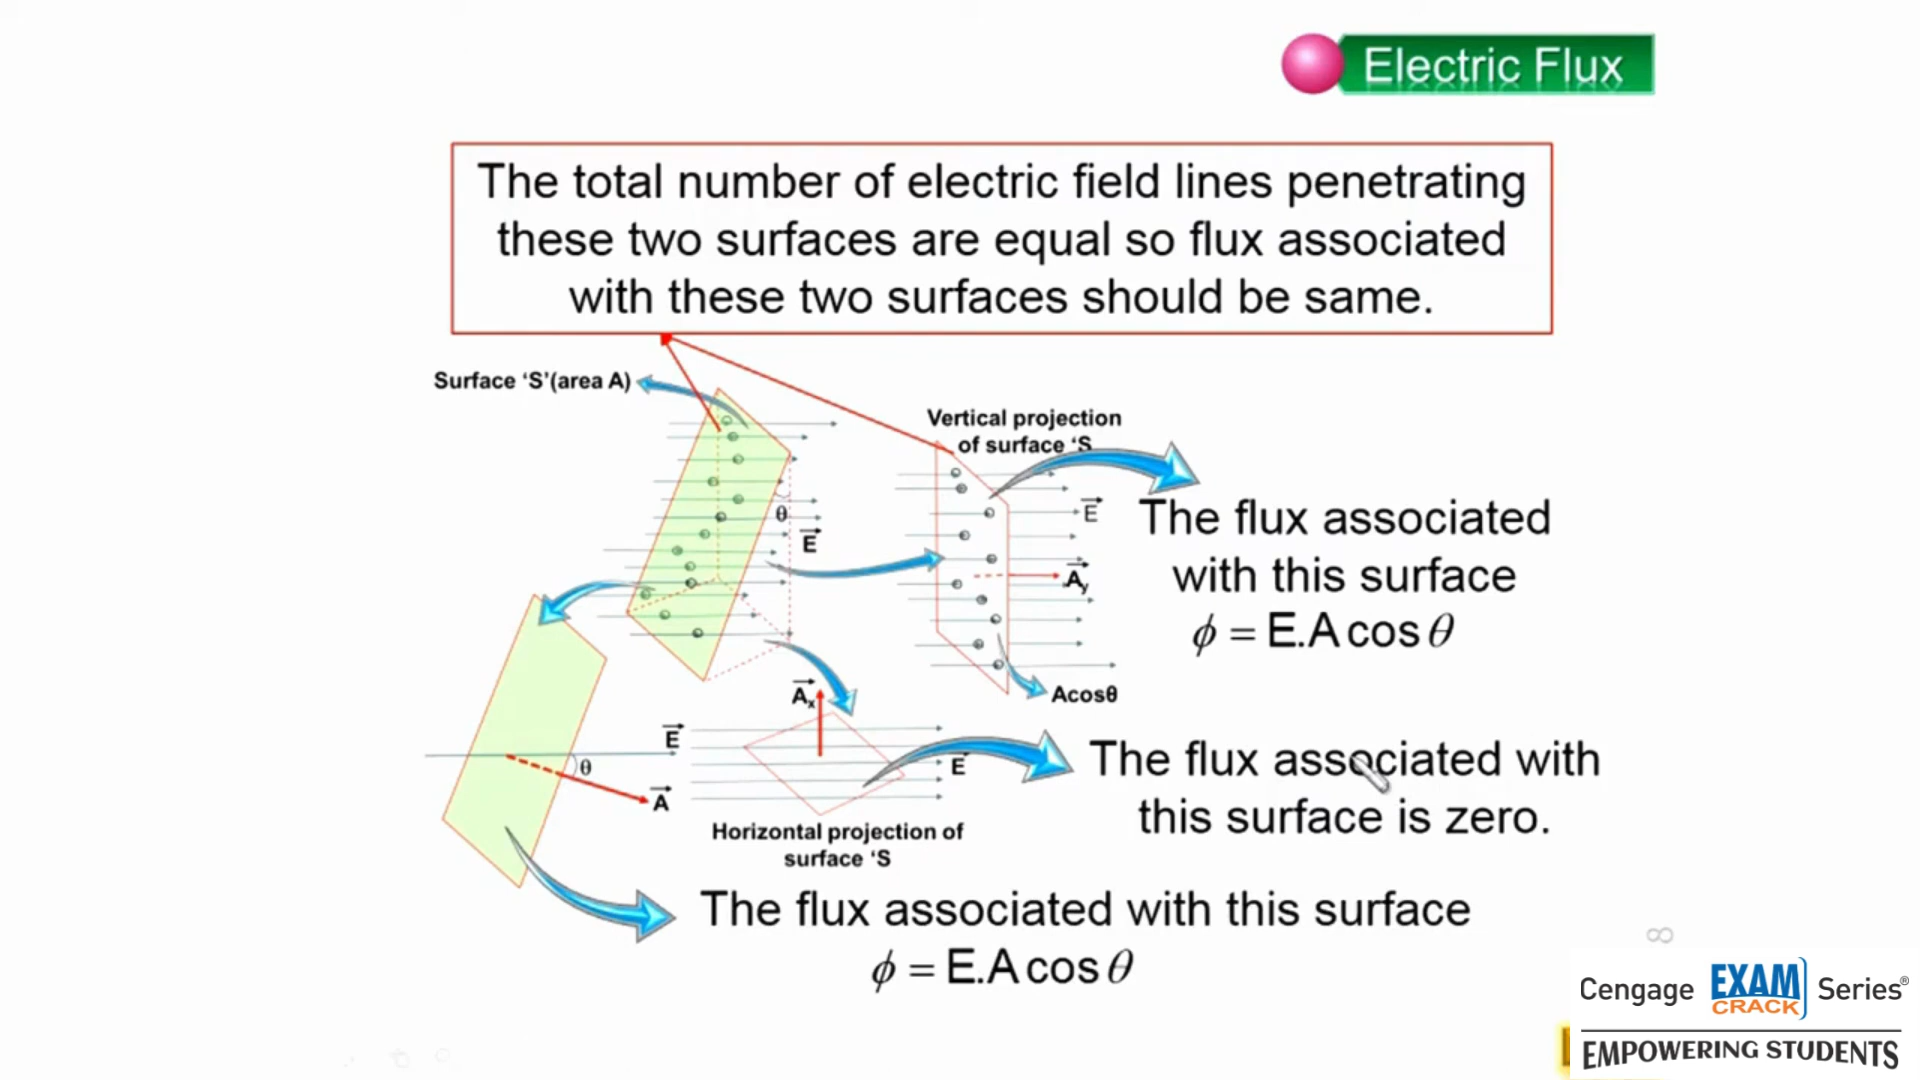 Electric Flux
The total number of electric field lines penetrating
these two surfaces are equal so flux associated
with these two surfaces should be same.
Surface ‘S’(area A)
Vertical projection
of surface ‘S
θ
E
E
A_y
The flux associated
with this surface
ϕ = E.A cos θ
Acosθ
A_x
E
E
θ
A
The flux associated with
this surface is zero.
Horizontal projection of
surface ‘S
The flux associated with this surface
ϕ = E.A cos θ
∞
Cengage EXAM CRACK Series®
EMPOWERING STUDENTS